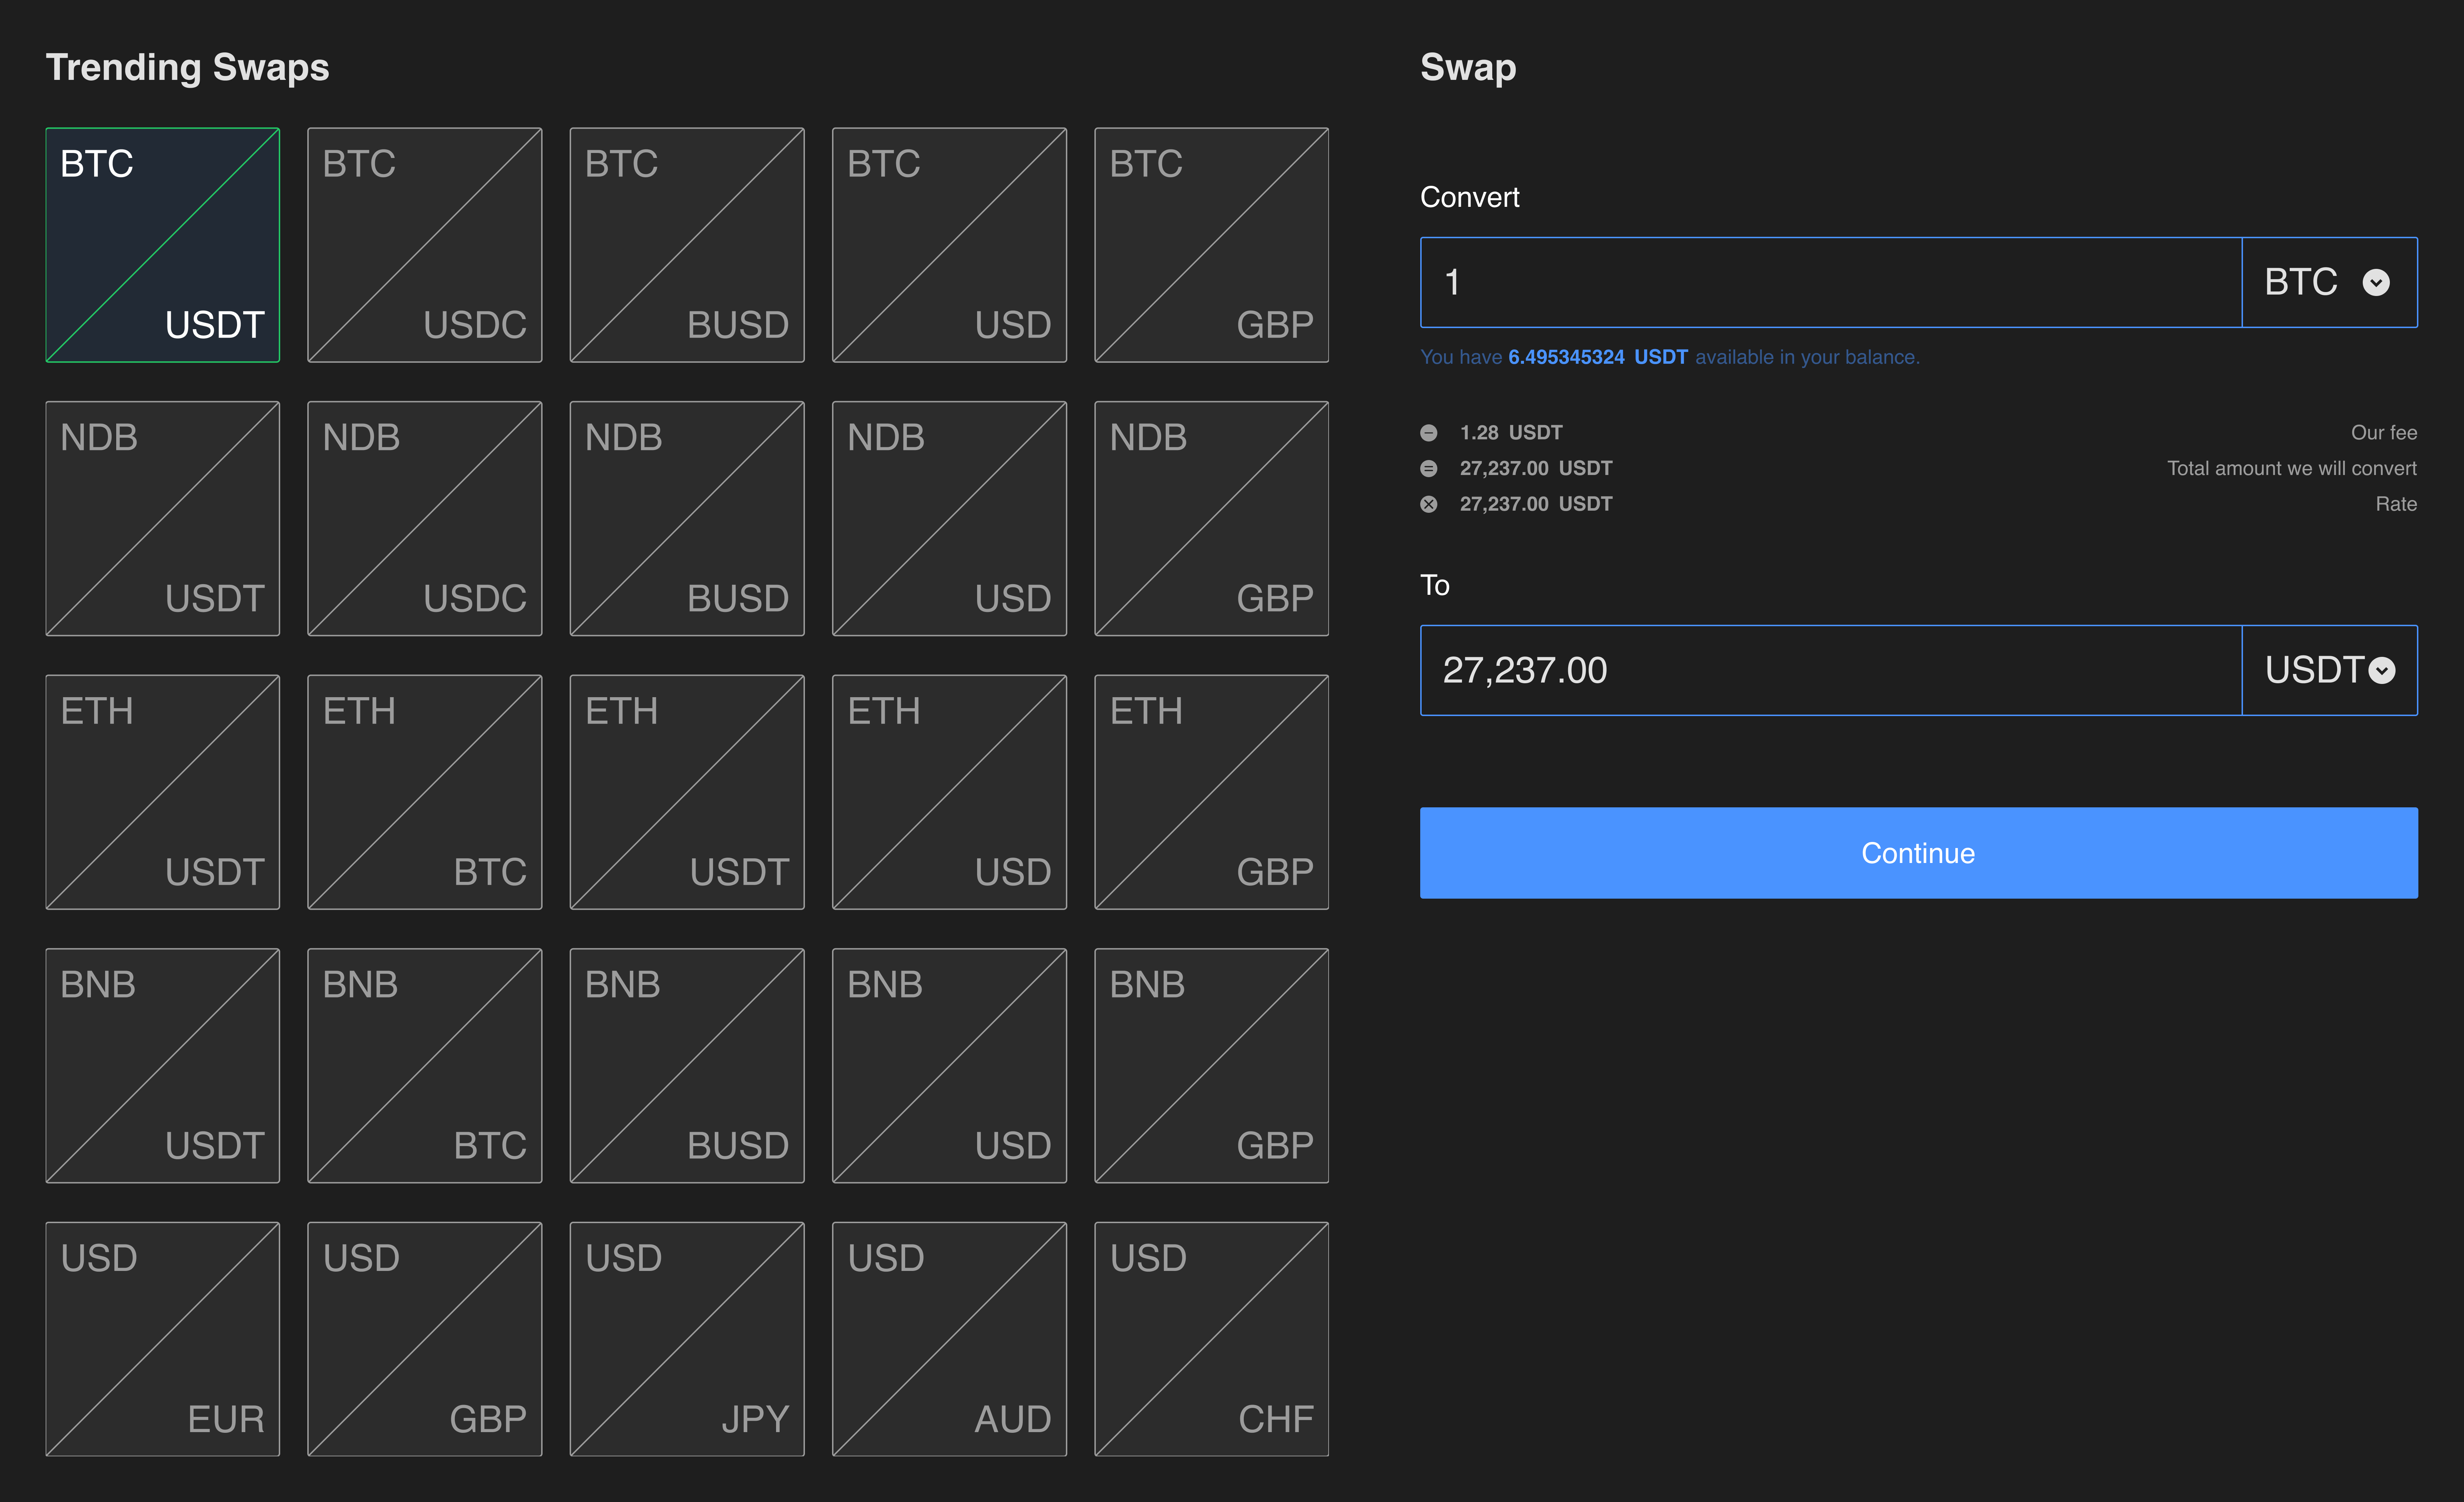 Trending Swaps
BTC
USDT
BTC
USDC
BTC
BUSD
BTC
USD
BTC
GBP
NDB
USDT
NDB
USDC
NDB
BUSD
NDB
USD
NDB
GBP
ETH
USDT
ETH
BTC
ETH
USDT
ETH
USD
ETH
GBP
BNB
USDT
BNB
BTC
BNB
BUSD
BNB
USD
BNB
GBP
USD
EUR
USD
GBP
USD
JPY
USD
AUD
USD
CHF
Swap
Convert
1 BTC
You have 6.495345324 USDT available in your balance.
1.28 USDT Our fee
27,237.00 USDT Total amount we will convert
27,237.00 USDT Rate
To
27,237.00 USDT
Continue